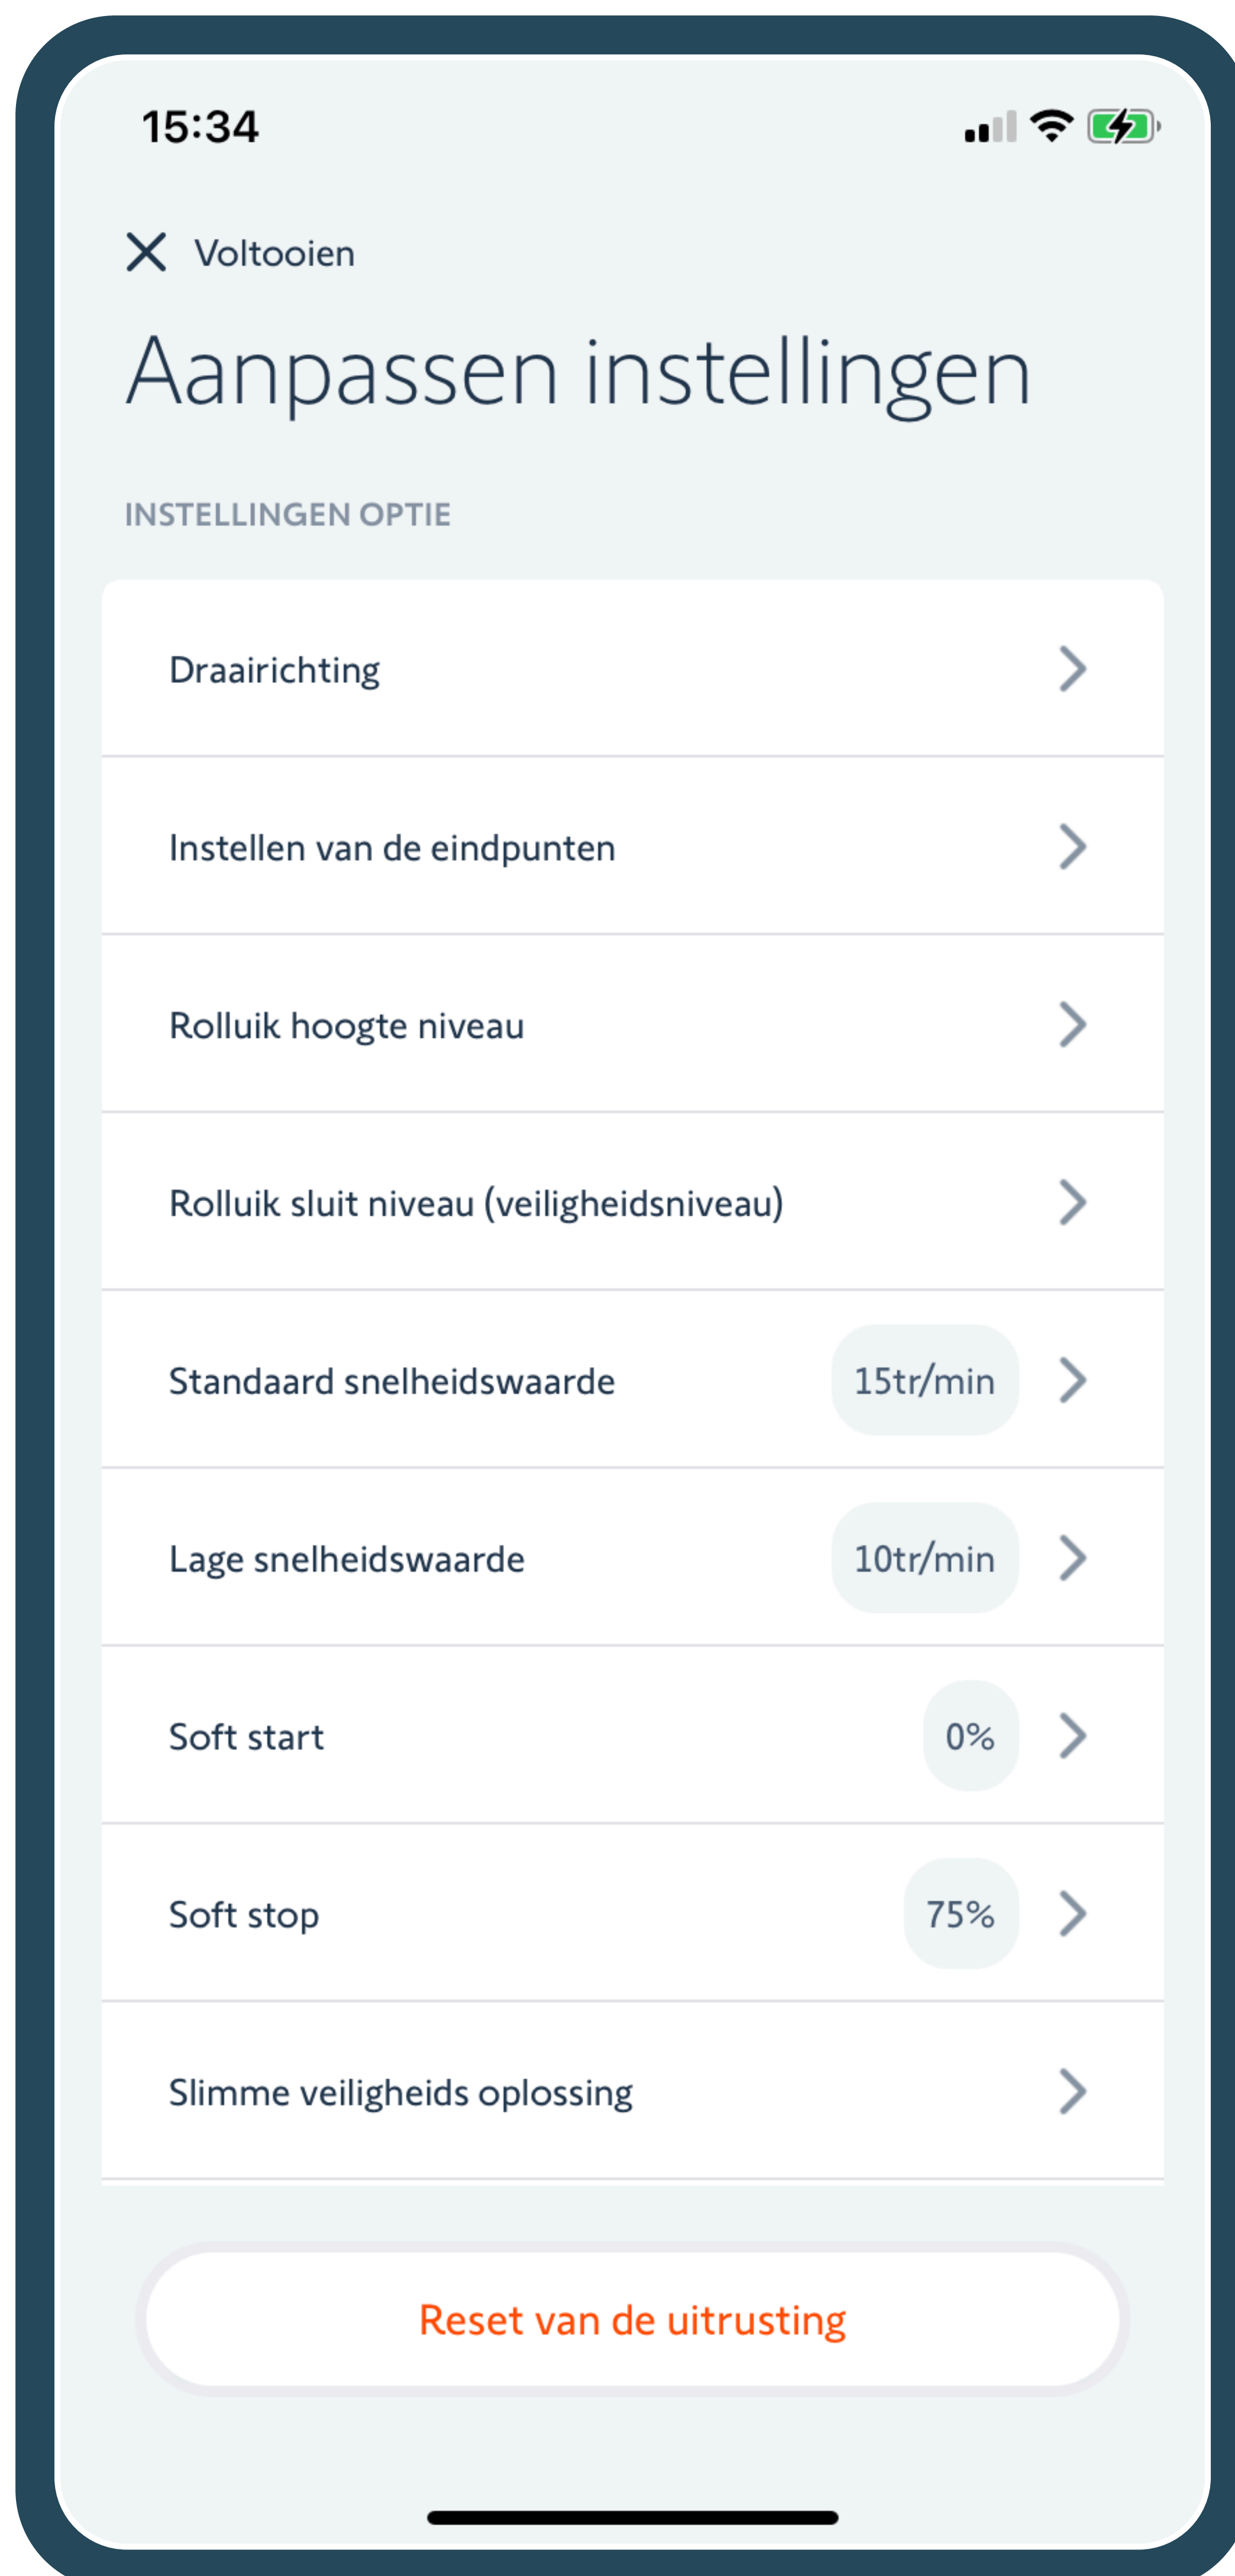 15:34
Voltooien
Aanpassen instellingen
INSTELLINGEN OPTIE
Draairichting
Instellen van de eindpunten
Rolluik hoogte niveau
Rolluik sluit niveau (veiligheidsniveau)
Standaard snelheidswaarde 15tr/min
Lage snelheidswaarde 10tr/min
Soft start 0%
Soft stop 75%
Slimme veiligheids oplossing
Reset van de uitrusting